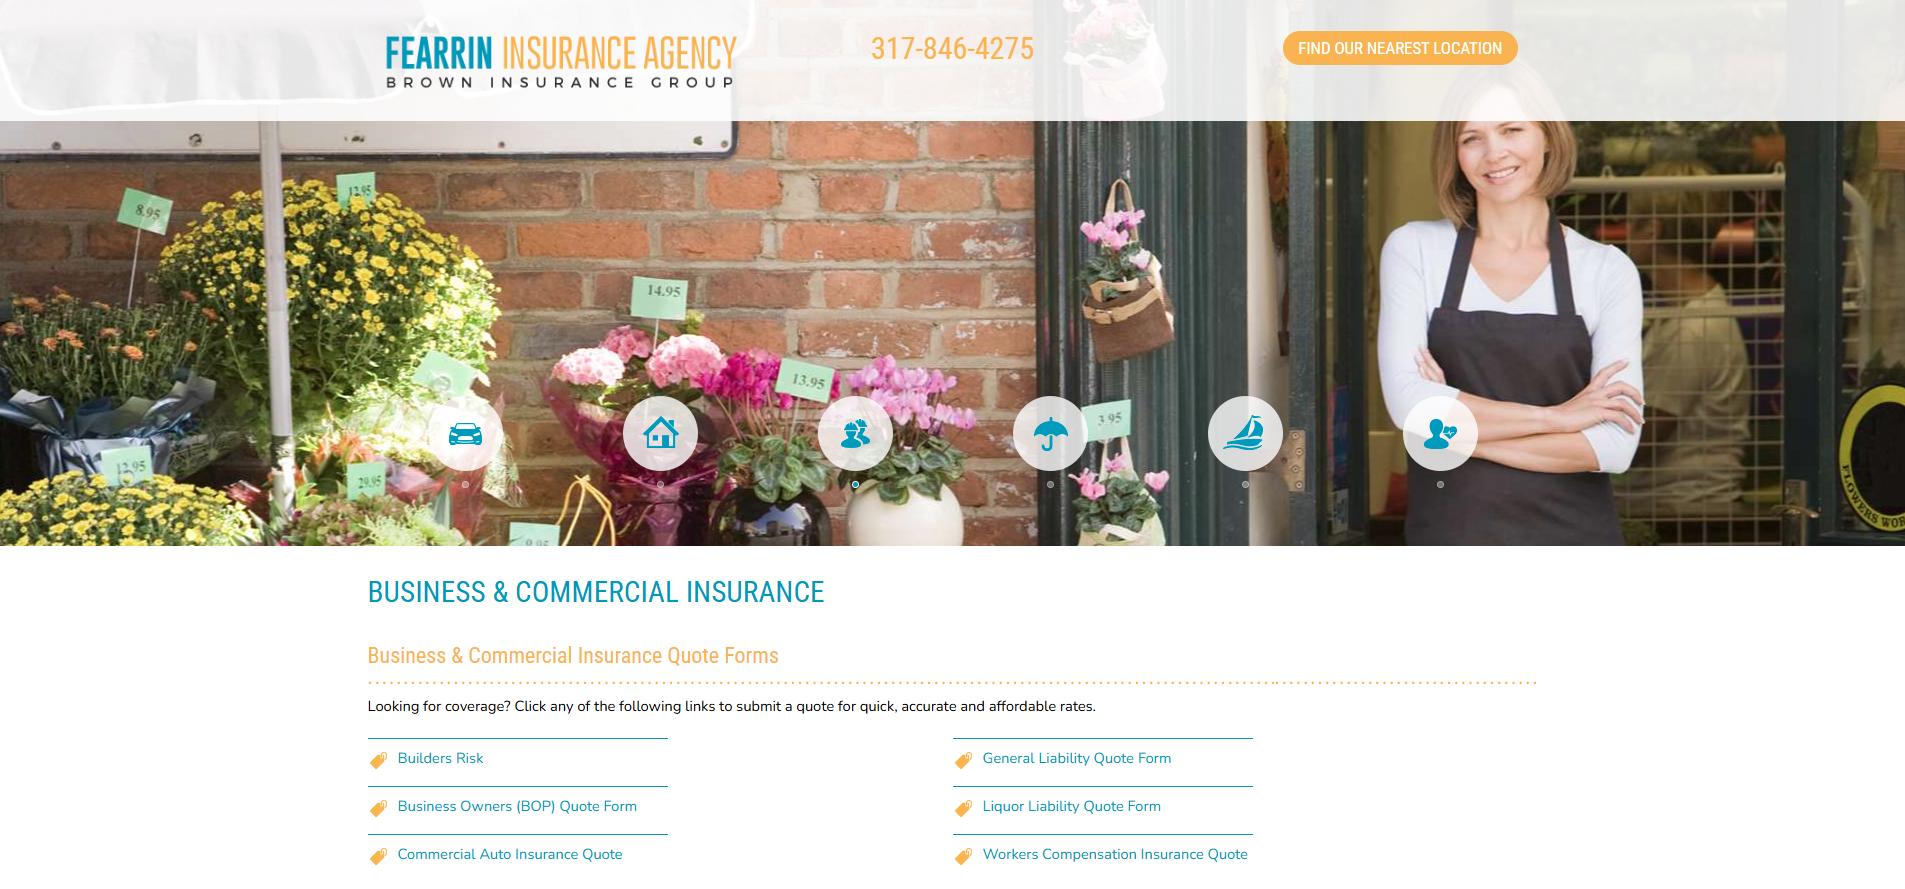 FEARRIN INSURANCE AGENCY
BROWN INSURANCE GROUP
317-846-4275
FIND OUR NEAREST LOCATION
8.95
12.95
14.95
13.95
3.95
12.95
29.95
BUSINESS & COMMERCIAL INSURANCE
Business & Commercial Insurance Quote Forms
Looking for coverage? Click any of the following links to submit a quote for quick, accurate and affordable rates.
Builders Risk
General Liability Quote Form
Business Owners (BOP) Quote Form
Liquor Liability Quote Form
Commercial Auto Insurance Quote
Workers Compensation Insurance Quote